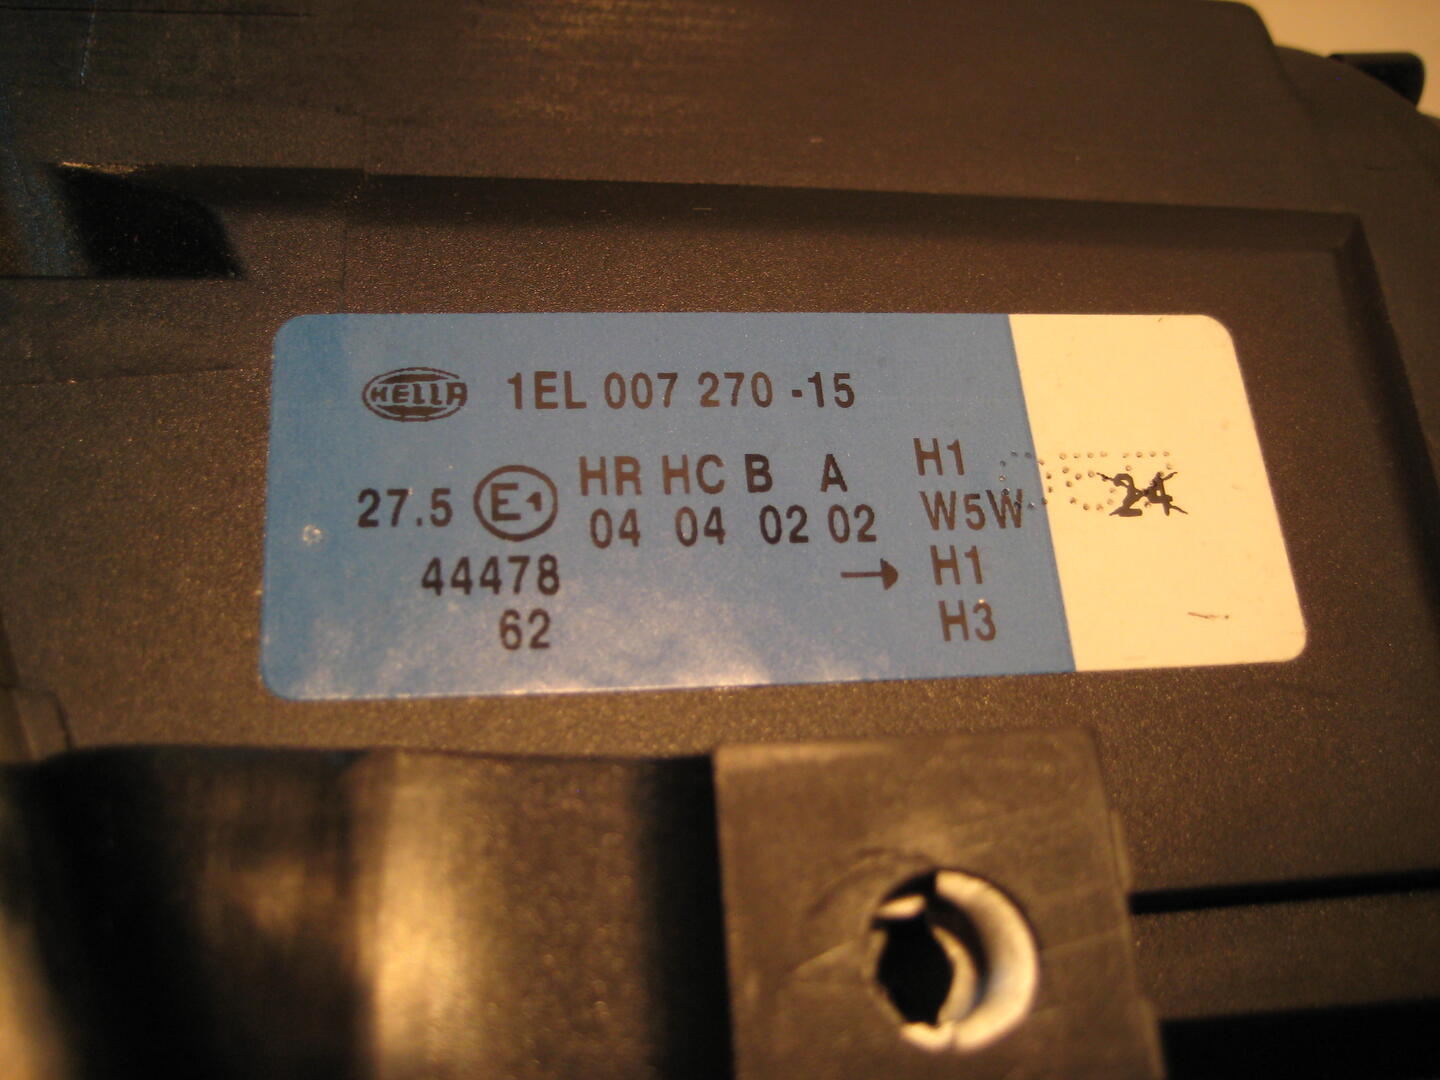 HELLA 1EL 007 270 -15
27.5 E1 HR HC B A H1
04 04 02 02 W5W
44478 → H1
62 H3
24